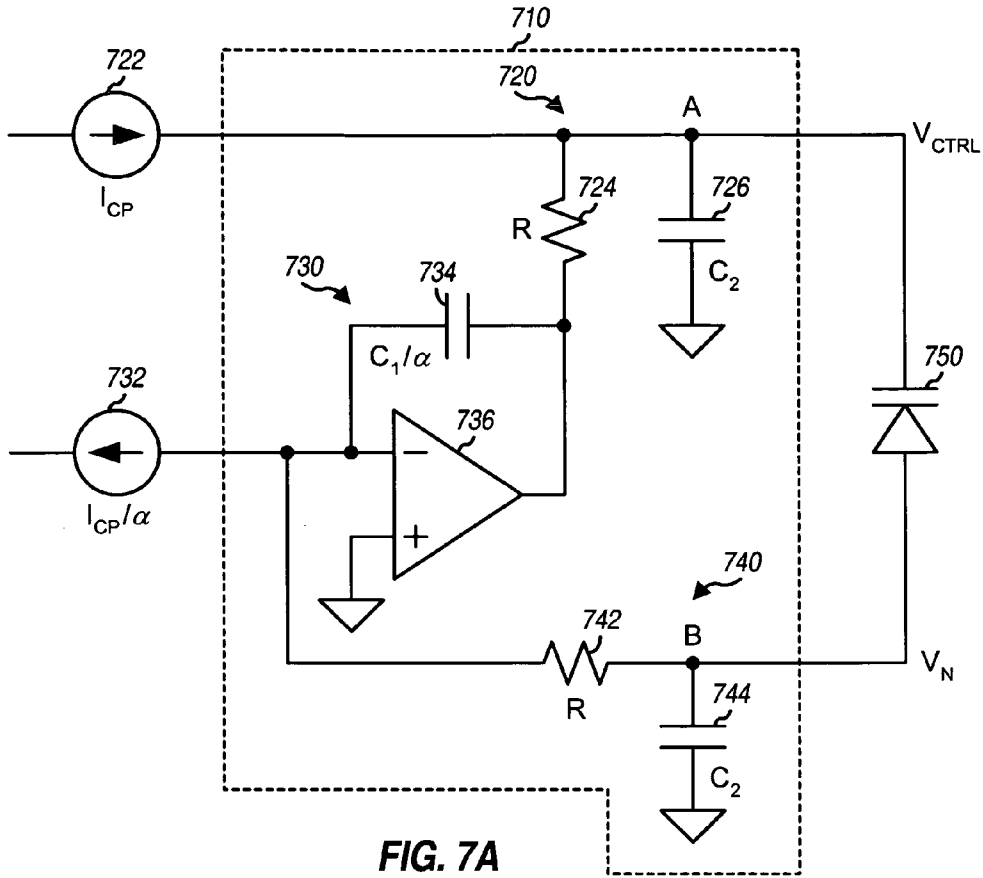 710
722
720
A
V_CTRL
I_CP
724
726
R
C_2
730
734
C_1/α
750
732
736
−
+
I_CP/α
740
742
B
V_N
744
R
C_2
FIG. 7A